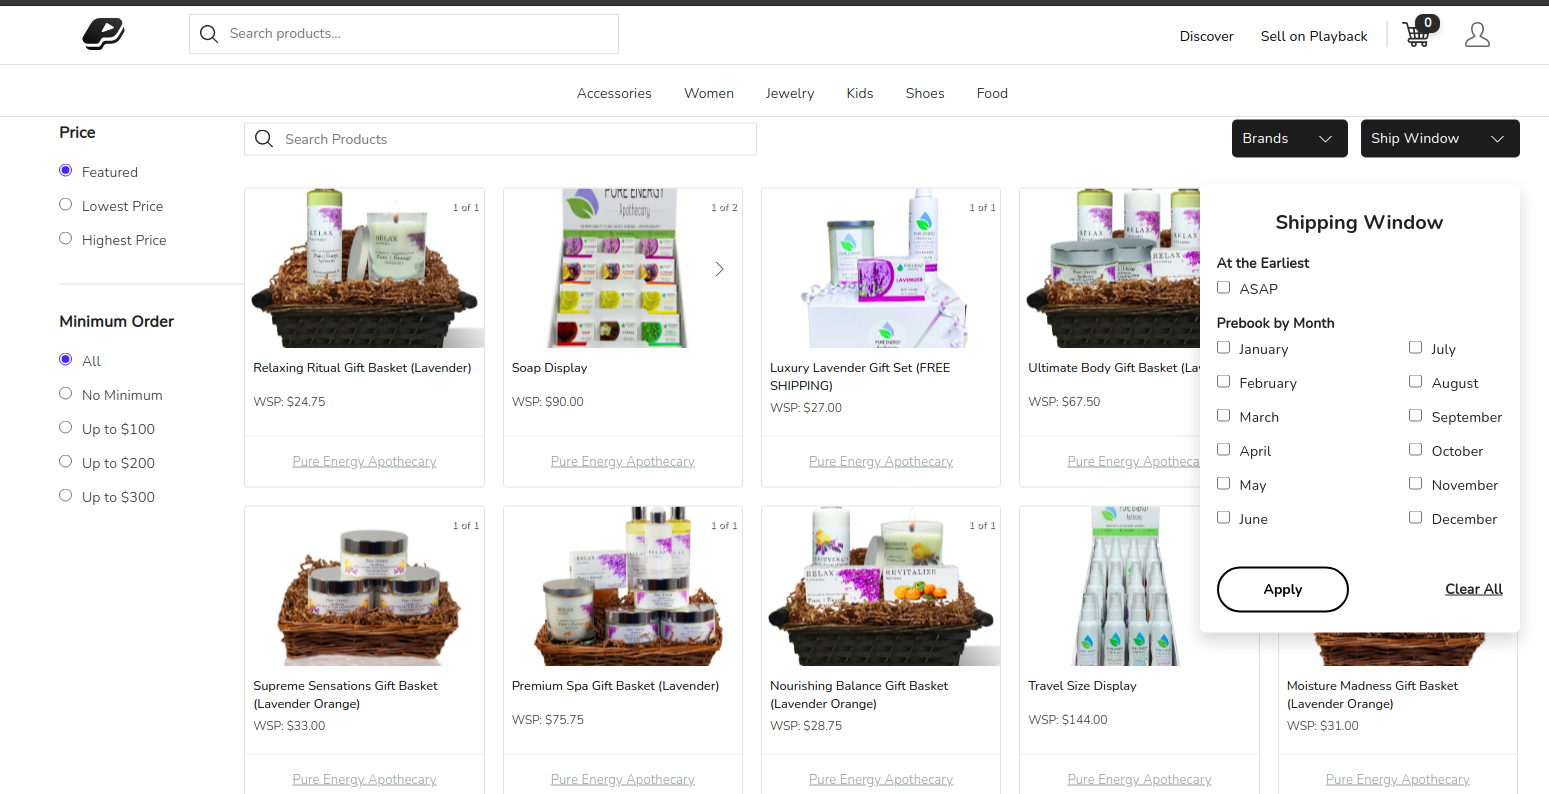 Search products...
Discover
Sell on Playback
0
Accessories
Women
Jewelry
Kids
Shoes
Food
Price
Featured
Lowest Price
Highest Price
Minimum Order
All
No Minimum
Up to $100
Up to $200
Up to $300
Search Products
Brands
Ship Window
1 of 1
RELAX
Relaxing Ritual Gift Basket (Lavender)
WSP: $24.75
Pure Energy Apothecary
1 of 2
PURE ENERGY
Apothecary
Soap Display
WSP: $90.00
Pure Energy Apothecary
1 of 1
LAVENDER
PURE ENERGY
Luxury Lavender Gift Set (FREE
SHIPPING)
WSP: $27.00
Pure Energy Apothecary
RELAX
Ultimate Body Gift Basket (La
WSP: $67.50
Pure Energy Apotheca
Shipping Window
At the Earliest
ASAP
Prebook by Month
January
July
February
August
March
September
April
October
May
November
June
December
Apply
Clear All
1 of 1
Supreme Sensations Gift Basket
(Lavender Orange)
WSP: $33.00
Pure Energy Apothecary
1 of 1
RELAX
Premium Spa Gift Basket (Lavender)
WSP: $75.75
Pure Energy Apothecary
1 of 1
RELAX
REVITALIZE
Nourishing Balance Gift Basket
(Lavender Orange)
WSP: $28.75
Pure Energy Apothecary
Travel Size Display
WSP: $144.00
Pure Energy Apothecary
Moisture Madness Gift Basket
(Lavender Orange)
WSP: $31.00
Pure Energy Apothecary